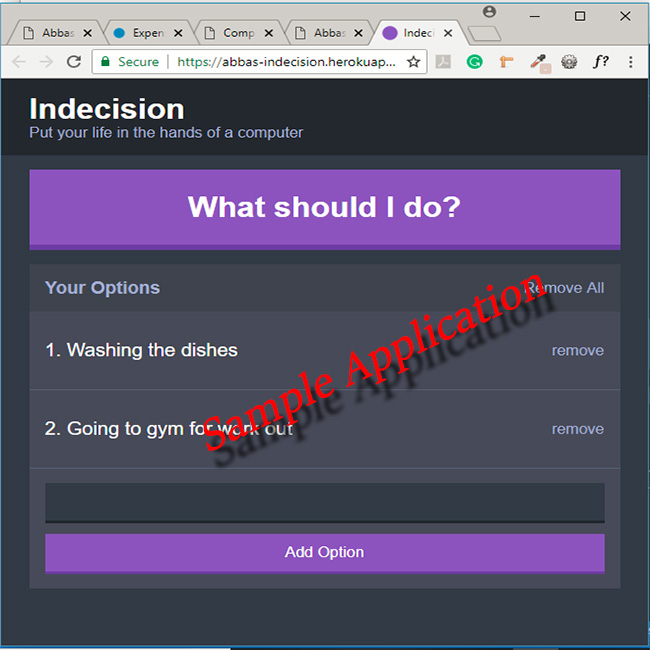 Abbas
Expen
Comp
Abbas
Indeci
Secure | https://abbas-indecision.herokuap...
f?
Indecision
Put your life in the hands of a computer
What should I do?
Your Options
Remove All
1. Washing the dishes
remove
2. Going to gym for work out
remove
Add Option
Sample Application